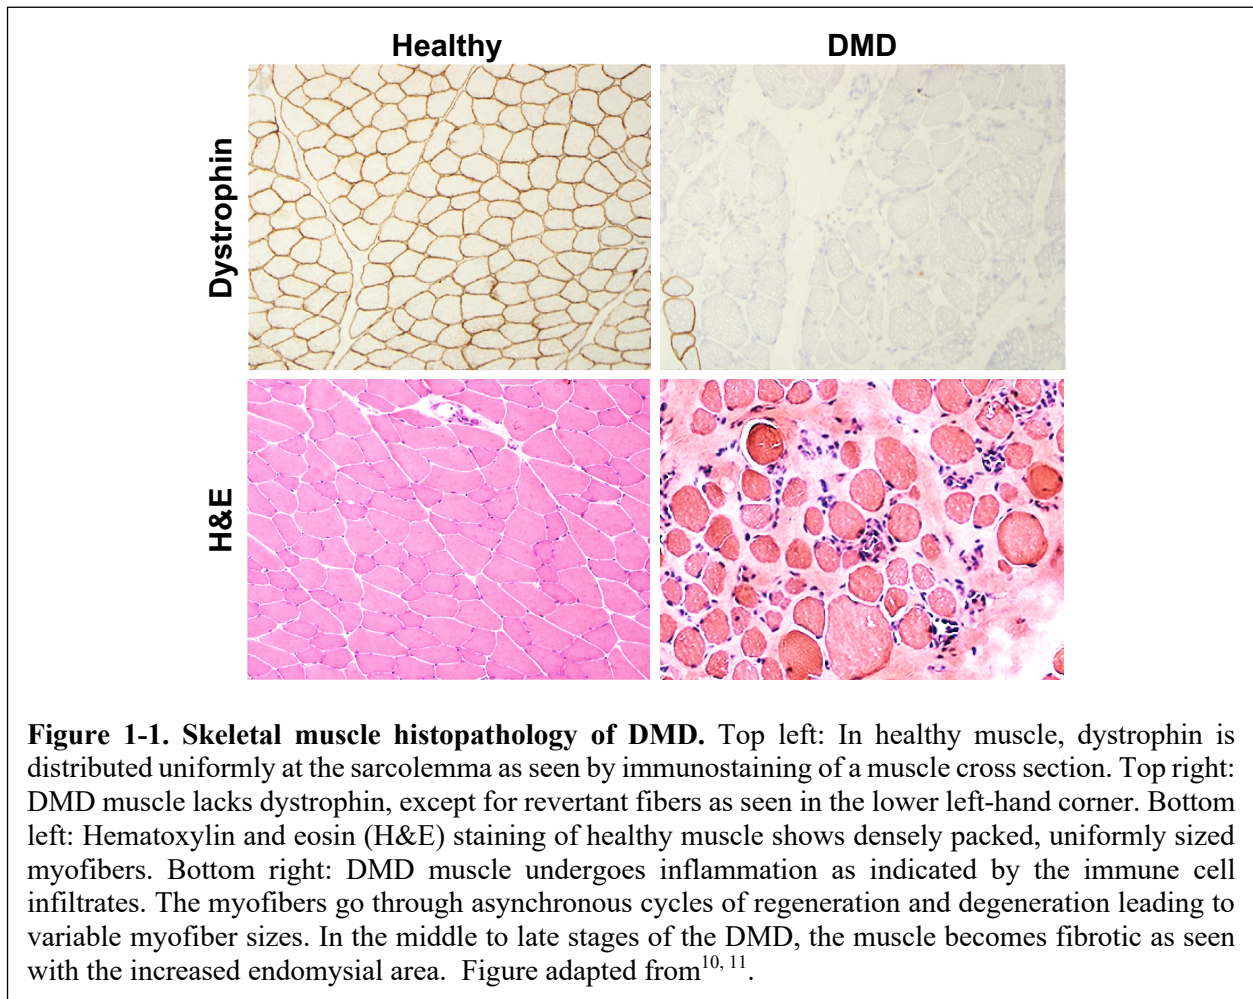 Healthy
DMD
Dystrophin
H&E
Figure 1-1. Skeletal muscle histopathology of DMD. Top left: In healthy muscle, dystrophin is
distributed uniformly at the sarcolemma as seen by immunostaining of a muscle cross section. Top right:
DMD muscle lacks dystrophin, except for revertant fibers as seen in the lower left-hand corner. Bottom
left: Hematoxylin and eosin (H&E) staining of healthy muscle shows densely packed, uniformly sized
myofibers. Bottom right: DMD muscle undergoes inflammation as indicated by the immune cell
infiltrates. The myofibers go through asynchronous cycles of regeneration and degeneration leading to
variable myofiber sizes. In the middle to late stages of the DMD, the muscle becomes fibrotic as seen
with the increased endomysial area. Figure adapted from10, 11.